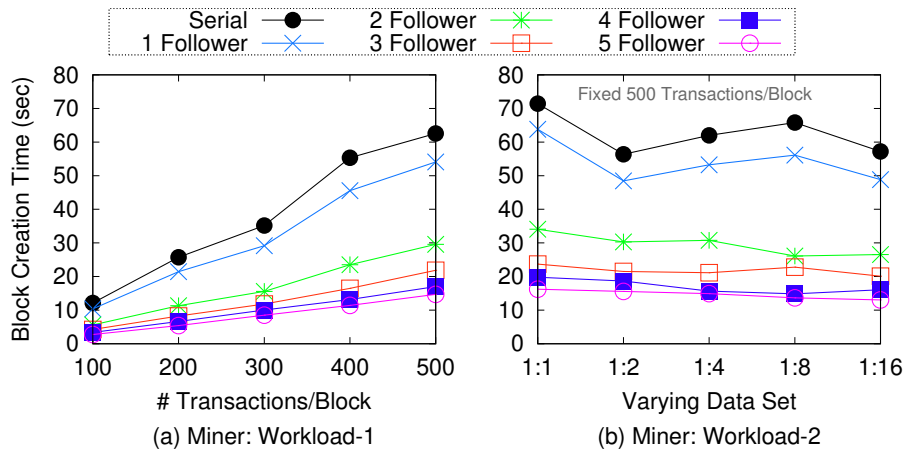 Serial 2 Follower 4 Follower
1 Follower 3 Follower 5 Follower
Block Creation Time (sec)
80
70
60
50
40
30
20
10
0
100 200 300 400 500
# Transactions/Block
(a) Miner: Workload-1
Fixed 500 Transactions/Block
80
70
60
50
40
30
20
10
0
1:1 1:2 1:4 1:8 1:16
Varying Data Set
(b) Miner: Workload-2